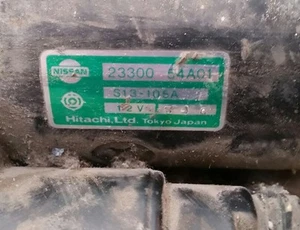 NISSAN
23300 54A01
S13-105A
12V
Hitachi,Ltd. Tokyo Japan